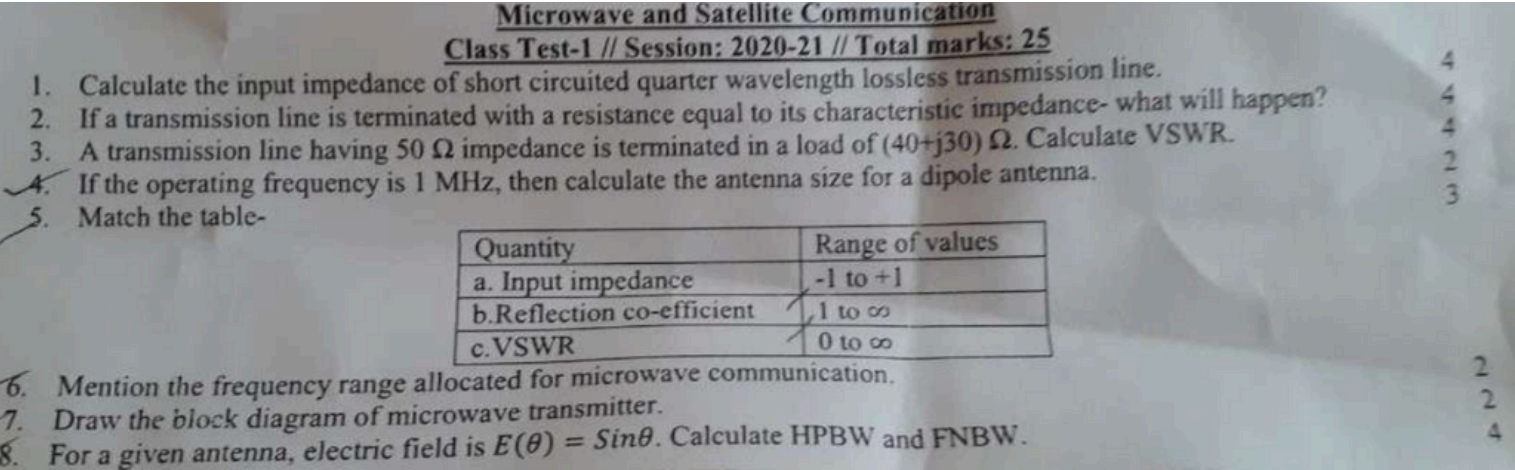 Microwave and Satellite Communication
Class Test-1 // Session: 2020-21 // Total marks: 25
1. Calculate the input impedance of short circuited quarter wavelength lossless transmission line. 4
2. If a transmission line is terminated with a resistance equal to its characteristic impedance- what will happen? 4
3. A transmission line having 50 Ω impedance is terminated in a load of (40+j30) Ω. Calculate VSWR. 4
4. If the operating frequency is 1 MHz, then calculate the antenna size for a dipole antenna. 2
5. Match the table- 3
Quantity Range of values
a. Input impedance -1 to +1
b.Reflection co-efficient 1 to ∞
c.VSWR 0 to ∞
6. Mention the frequency range allocated for microwave communication. 2
7. Draw the block diagram of microwave transmitter. 2
8. For a given antenna, electric field is E(θ) = Sinθ. Calculate HPBW and FNBW. 4